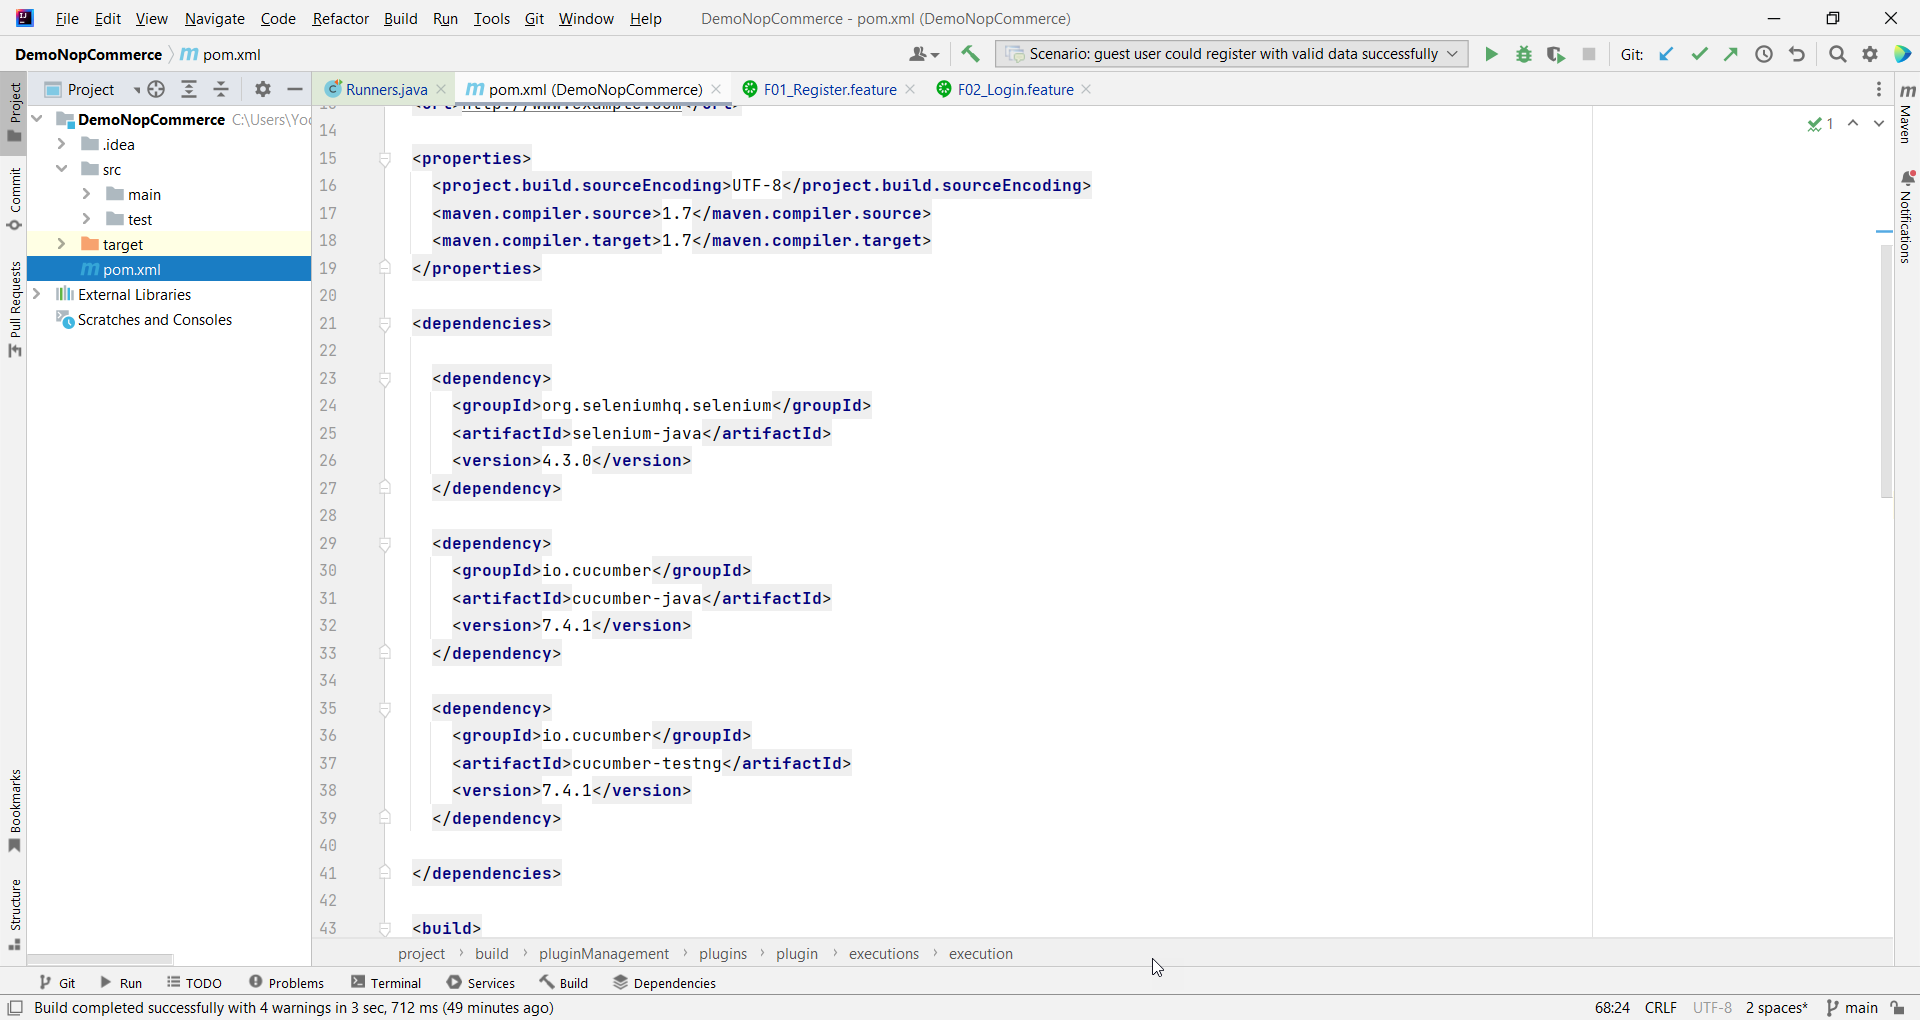 File Edit View Navigate Code Refactor Build Run Tools Git Window Help DemoNopCommerce - pom.xml (DemoNopCommerce)
DemoNopCommerce pom.xml Scenario: guest user could register with valid data successfully Git:
Project Runners.java pom.xml (DemoNopCommerce) F01_Register.feature F02_Login.feature
Project
Commit
Pull Requests
Bookmarks
Structure
DemoNopCommerce C:\Users\Yo
.idea
src
main
test
target
pom.xml
External Libraries
Scratches and Consoles
1
Maven
Notifications
14
15 <properties>
16 <project.build.sourceEncoding>UTF-8</project.build.sourceEncoding>
17 <maven.compiler.source>1.7</maven.compiler.source>
18 <maven.compiler.target>1.7</maven.compiler.target>
19 </properties>
20
21 <dependencies>
22
23 <dependency>
24 <groupId>org.seleniumhq.selenium</groupId>
25 <artifactId>selenium-java</artifactId>
26 <version>4.3.0</version>
27 </dependency>
28
29 <dependency>
30 <groupId>io.cucumber</groupId>
31 <artifactId>cucumber-java</artifactId>
32 <version>7.4.1</version>
33 </dependency>
34
35 <dependency>
36 <groupId>io.cucumber</groupId>
37 <artifactId>cucumber-testng</artifactId>
38 <version>7.4.1</version>
39 </dependency>
40
41 </dependencies>
42
43 <build>
project › build › pluginManagement › plugins › plugin › executions › execution
Git Run TODO Problems Terminal Services Build Dependencies
Build completed successfully with 4 warnings in 3 sec, 712 ms (49 minutes ago) 68:24 CRLF UTF-8 2 spaces* main